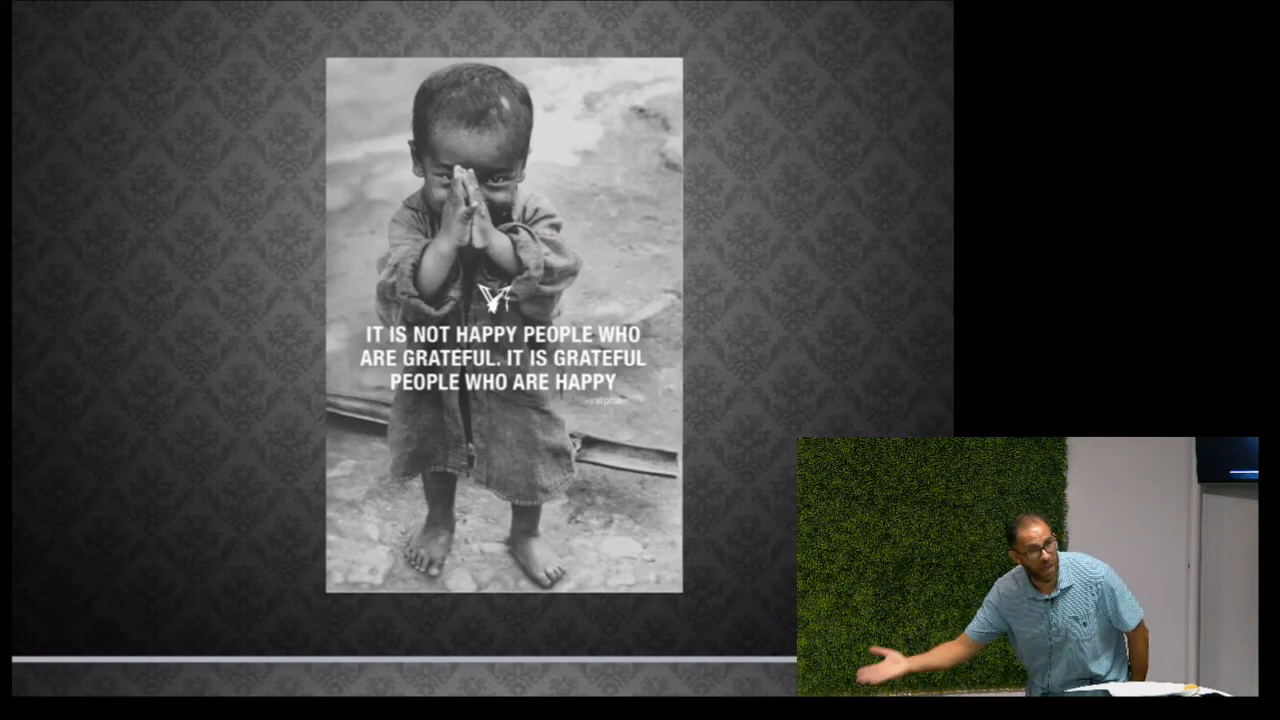 IT IS NOT HAPPY PEOPLE WHO
ARE GRATEFUL. IT IS GRATEFUL
PEOPLE WHO ARE HAPPY